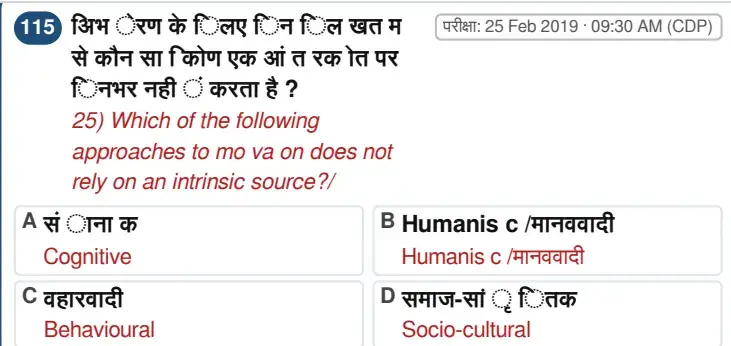 115 अिभ ेरण के िलए िन िल खत म
से कौन सा ि कोण एक आं त रक ोत पर
िनभर नही ं करता है ?
परीक्षा: 25 Feb 2019 · 09:30 AM (CDP)
25) Which of the following
approaches to mo va on does not
rely on an intrinsic source?/
A सं ाना क
Cognitive
B Humanis c /मानववादी
Humanis c /मानववादी
C वहारवादी
Behavioural
D समाज-सां ृ ितक
Socio-cultural